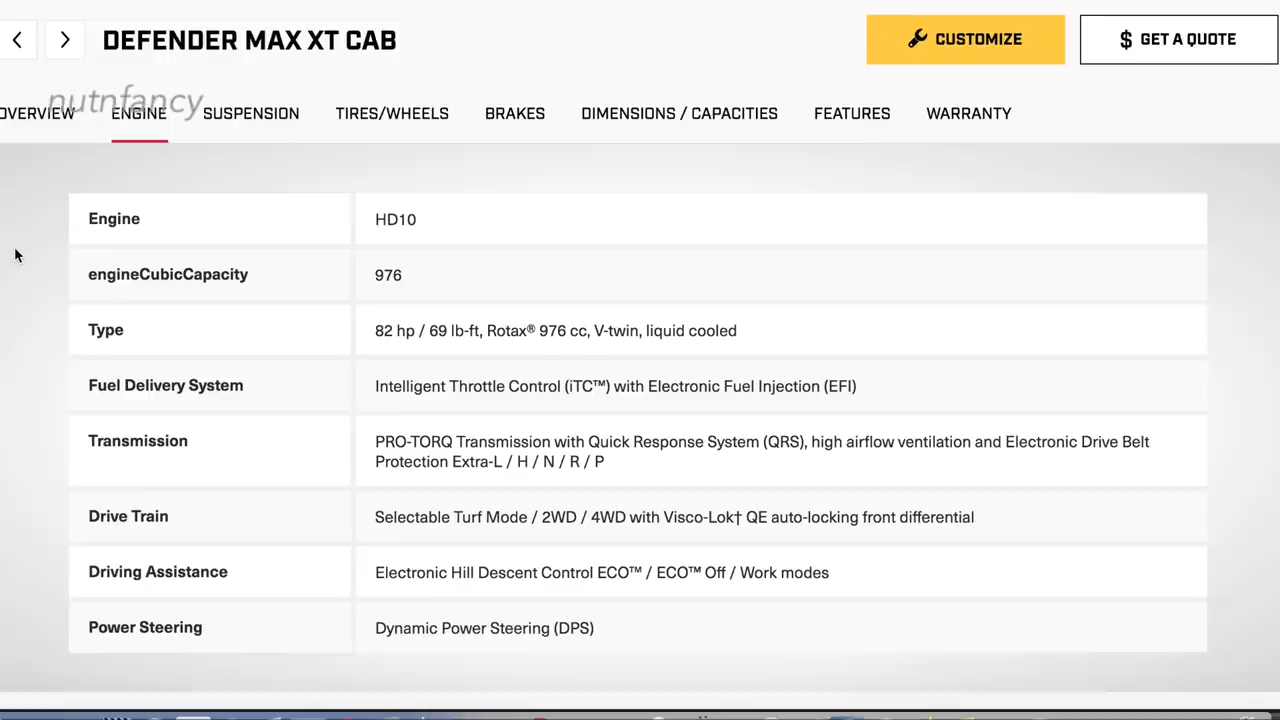 DEFENDER MAX XT CAB
CUSTOMIZE
$ GET A QUOTE
nutnfancy
OVERVIEW ENGINE SUSPENSION TIRES/WHEELS BRAKES DIMENSIONS / CAPACITIES FEATURES WARRANTY
Engine HD10
engineCubicCapacity 976
Type 82 hp / 69 lb-ft, Rotax® 976 cc, V-twin, liquid cooled
Fuel Delivery System Intelligent Throttle Control (iTC™) with Electronic Fuel Injection (EFI)
Transmission PRO-TORQ Transmission with Quick Response System (QRS), high airflow ventilation and Electronic Drive Belt
Protection Extra-L / H / N / R / P
Drive Train Selectable Turf Mode / 2WD / 4WD with Visco-Lok† QE auto-locking front differential
Driving Assistance Electronic Hill Descent Control ECO™ / ECO™ Off / Work modes
Power Steering Dynamic Power Steering (DPS)